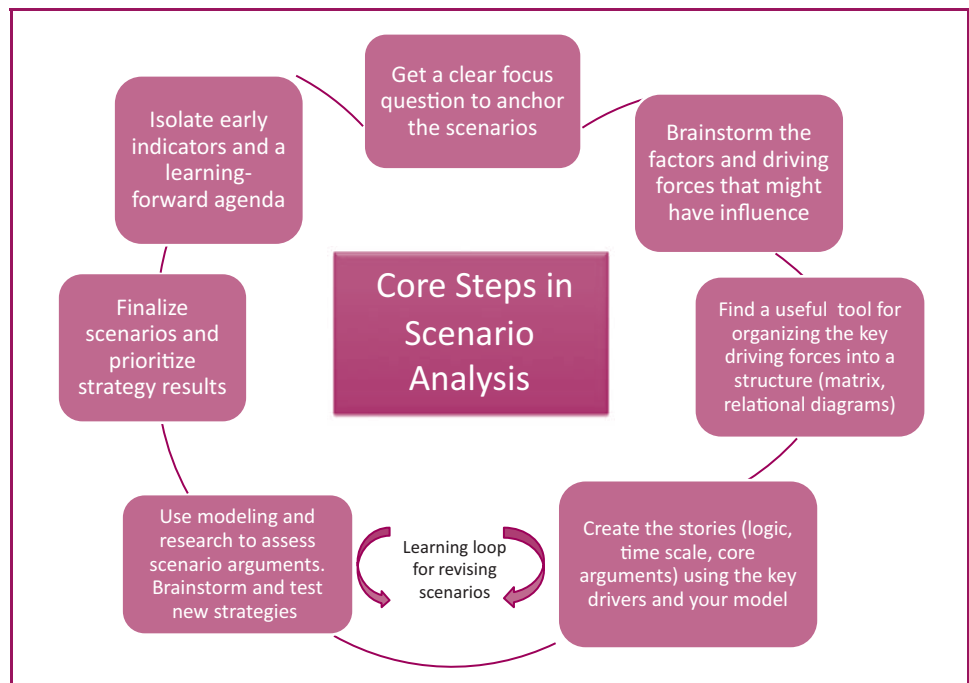 Get a clear focus
question to anchor
the scenarios
Brainstorm the
factors and driving
forces that might
have influence
Find a useful tool for
organizing the key
driving forces into a
structure (matrix,
relational diagrams)
Create the stories (logic,
time scale, core
arguments) using the key
drivers and your model
Learning loop
for revising
scenarios
Use modeling and
research to assess
scenario arguments.
Brainstorm and test
new strategies
Finalize
scenarios and
prioritize
strategy results
Isolate early
indicators and a
learning-
forward agenda
Core Steps in
Scenario
Analysis